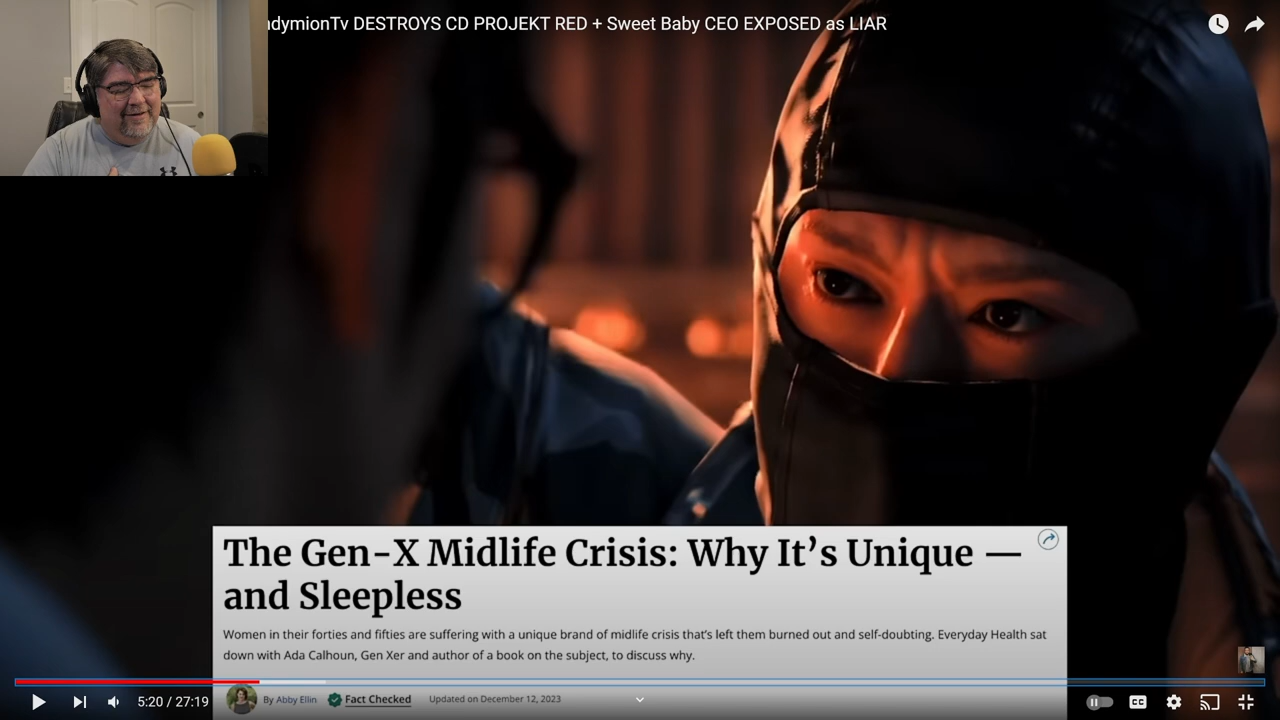 dymionTv DESTROYS CD PROJEKT RED + Sweet Baby CEO EXPOSED as LIAR
The Gen-X Midlife Crisis: Why It’s Unique —
and Sleepless
Women in their forties and fifties are suffering with a unique brand of midlife crisis that’s left them burned out and self-doubting. Everyday Health sat
down with Ada Calhoun, Gen Xer and author of a book on the subject, to discuss why.
By Abby Ellin Fact Checked Updated on December 12, 2023
5:20 / 27:19 CC